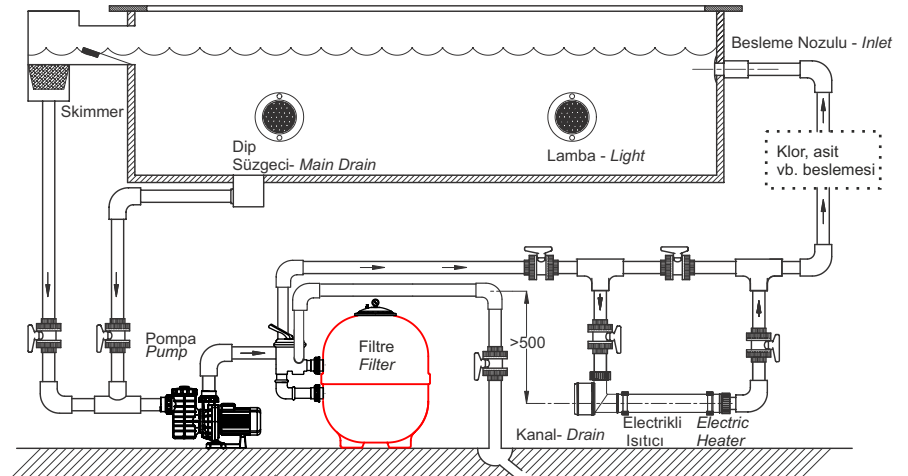 Besleme Nozulu - Inlet
Skimmer
Dip
Süzgeci- Main Drain
Lamba - Light
Klor, asit
vb. beslemesi
Pompa
Pump
Filtre
Filter
>500
Kanal- Drain
Electrikli
Isıtıcı
Electric
Heater